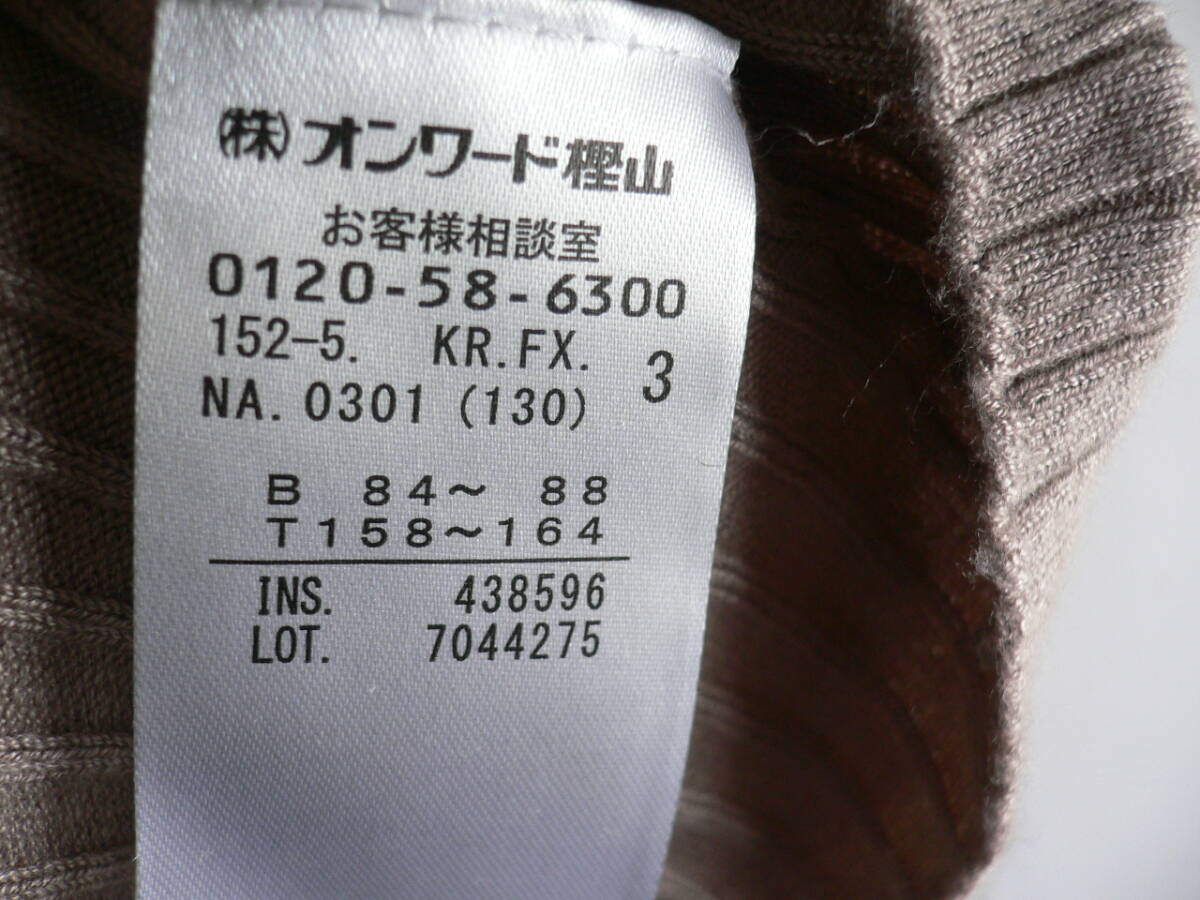 (株)オンワード樫山
お客様相談室
0120-58-6300
152-5. KR.FX. 3
NA. 0301 (130)
B 84~ 88
T158~164
INS. 438596
LOT. 7044275